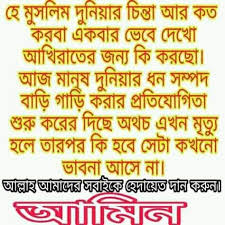 হে মুসলিম দুনিয়ার চিন্তা আর কত
করবা একবার ভেবে দেখো
আখিরাতের জন্য কি করছো।
আজ মানুষ দুনিয়ার ধন সম্পদ
বাড়ি গাড়ি করার প্রতিযোগিতা
শুরু করের দিছে অথচ এখন মৃত্যু
হলে তারপর কি হবে সেটা কখনো
ভাবনা আসে না।
আল্লাহ আমাদের সবাইকে হেদায়েত দান করুন।
আমিন